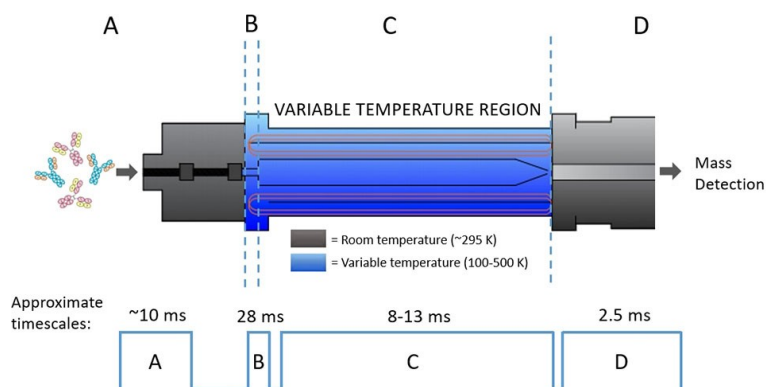 A B C D
VARIABLE TEMPERATURE REGION
Mass
Detection
= Room temperature (~295 K)
= Variable temperature (100-500 K)
Approximate
timescales:
~10 ms 28 ms 8-13 ms 2.5 ms
A B C D